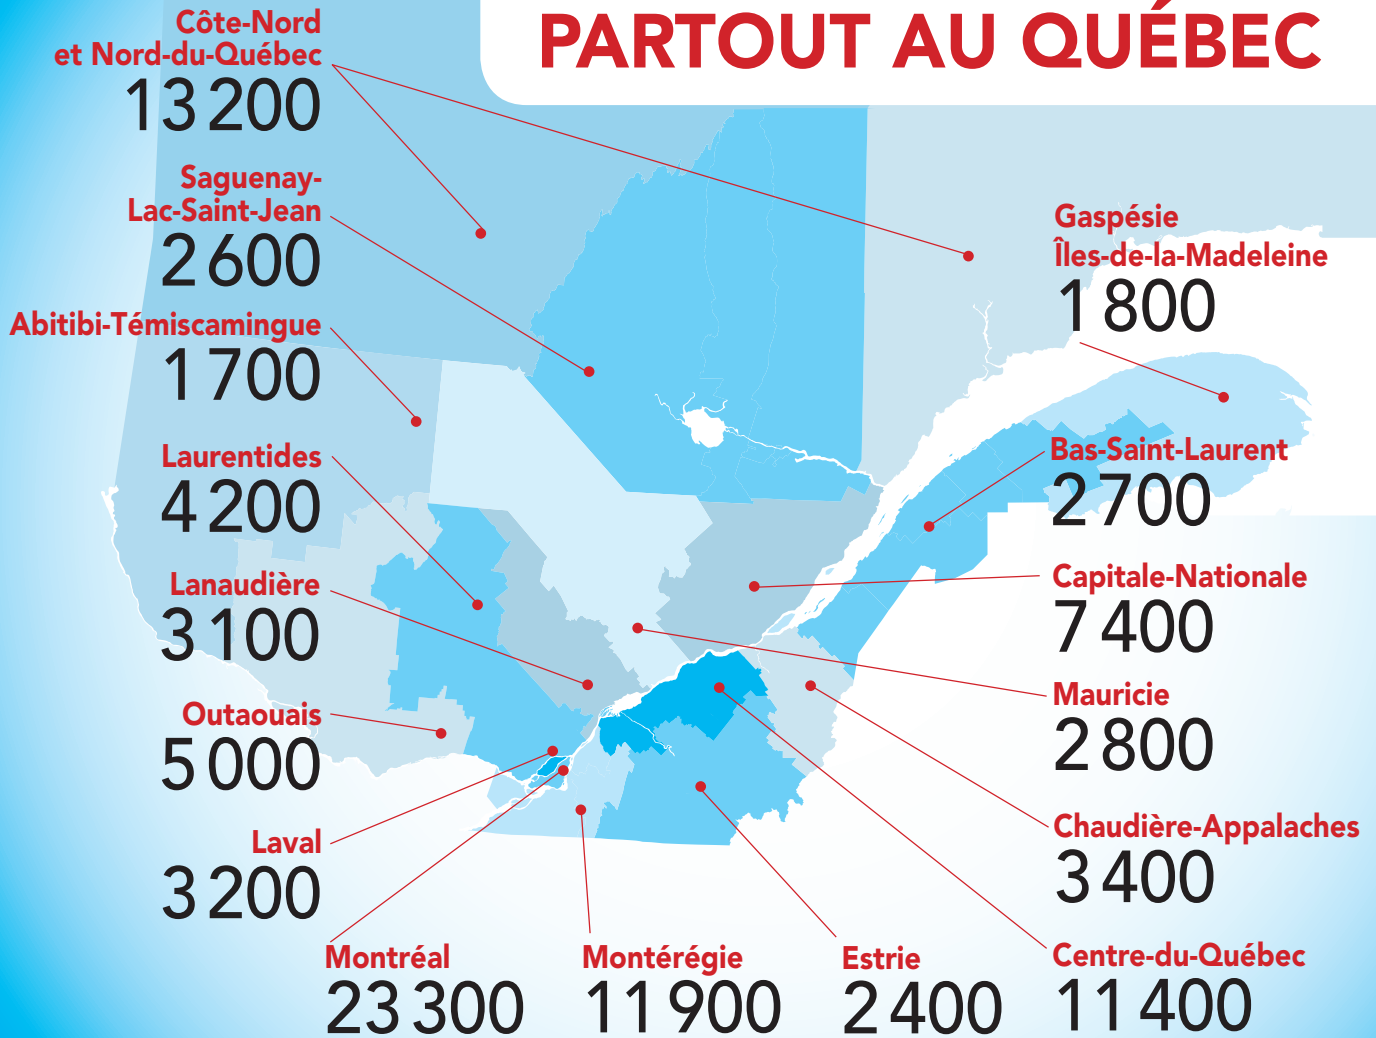 PARTOUT AU QUÉBEC
Côte-Nord
et Nord-du-Québec
13 200
Saguenay-
Lac-Saint-Jean
2 600
Abitibi-Témiscamingue
1 700
Laurentides
4 200
Lanaudière
3 100
Outaouais
5 000
Laval
3 200
Montréal
23 300
Montérégie
11 900
Estrie
2 400
Gaspésie
Îles-de-la-Madeleine
1 800
Bas-Saint-Laurent
2 700
Capitale-Nationale
7 400
Mauricie
2 800
Chaudière-Appalaches
3 400
Centre-du-Québec
11 400